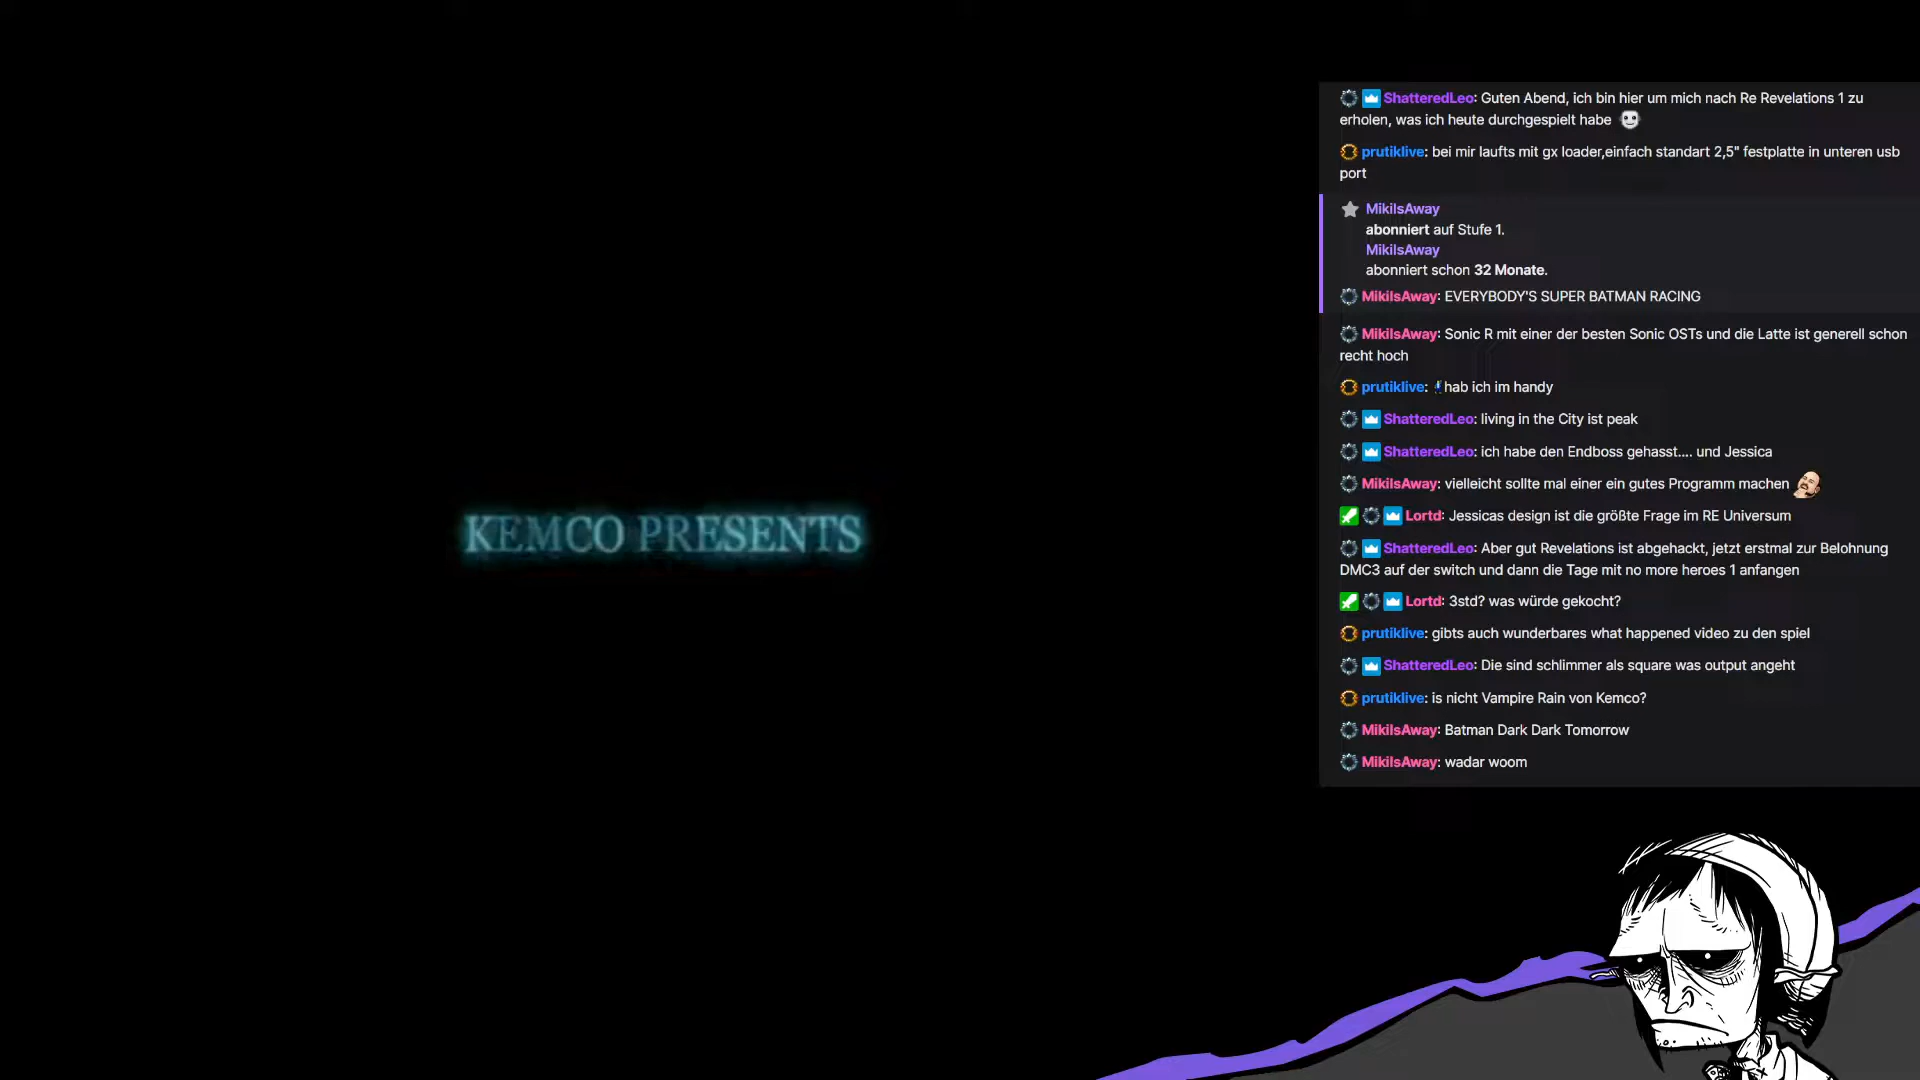 KEMCO PRESENTS
ShatteredLeo: Guten Abend, ich bin hier um mich nach Re Revelations 1 zu
erholen, was ich heute durchgespielt habe
prutiklive: bei mir laufts mit gx loader,einfach standart 2,5" festplatte in unteren usb
port
MikilsAway
abonniert auf Stufe 1.
MikilsAway
abonniert schon 32 Monate.
MikilsAway: EVERYBODY'S SUPER BATMAN RACING
MikilsAway: Sonic R mit einer der besten Sonic OSTs und die Latte ist generell schon
recht hoch
prutiklive: hab ich im handy
ShatteredLeo: living in the City ist peak
ShatteredLeo: ich habe den Endboss gehasst.... und Jessica
MikilsAway: vielleicht sollte mal einer ein gutes Programm machen
Lortd: Jessicas design ist die größte Frage im RE Universum
ShatteredLeo: Aber gut Revelations ist abgehackt, jetzt erstmal zur Belohnung
DMC3 auf der switch und dann die Tage mit no more heroes 1 anfangen
Lortd: 3std? was würde gekocht?
prutiklive: gibts auch wunderbares what happened video zu den spiel
ShatteredLeo: Die sind schlimmer als square was output angeht
prutiklive: is nicht Vampire Rain von Kemco?
MikilsAway: Batman Dark Dark Tomorrow
MikilsAway: wadar woom